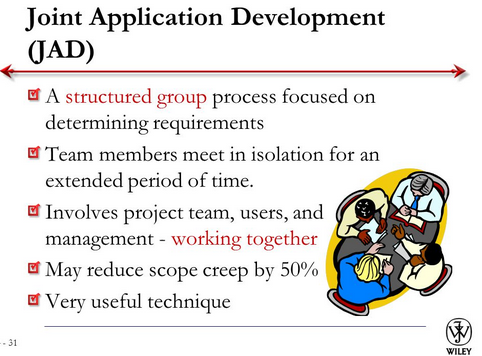 Joint Application Development
(JAD)
A structured group process focused on
determining requirements
Team members meet in isolation for an
extended period of time.
Involves project team, users, and
management - working together
May reduce scope creep by 50%
Very useful technique
- 31
WILEY